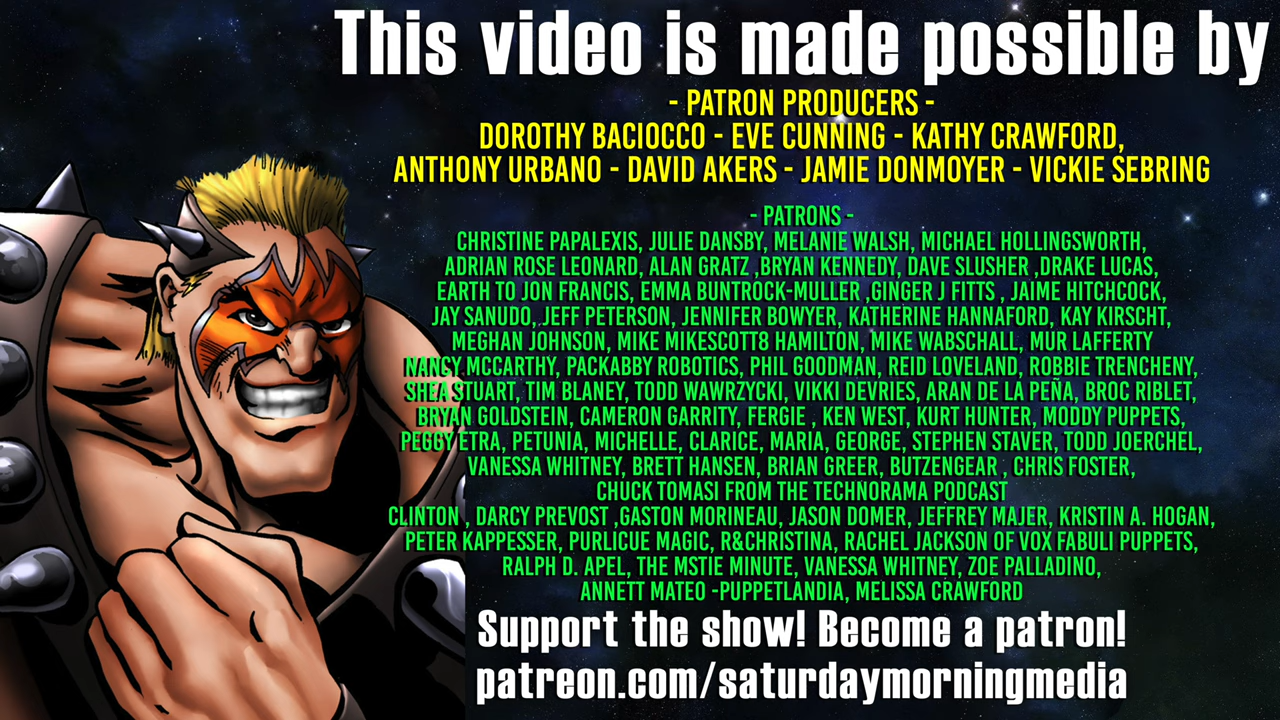 This video is made possible by
- PATRON PRODUCERS -
DOROTHY BACIOCCO - EVE CUNNING - KATHY CRAWFORD,
ANTHONY URBANO - DAVID AKERS - JAMIE DONMOYER - VICKIE SEBRING
- PATRONS -
CHRISTINE PAPALEXIS, JULIE DANSBY, MELANIE WALSH, MICHAEL HOLLINGSWORTH,
ADRIAN ROSE LEONARD, ALAN GRATZ ,BRYAN KENNEDY, DAVE SLUSHER ,DRAKE LUCAS,
EARTH TO JON FRANCIS, EMMA BUNTROCK-MULLER ,GINGER J FITTS , JAIME HITCHCOCK,
JAY SANUDO, JEFF PETERSON, JENNIFER BOWYER, KATHERINE HANNAFORD, KAY KIRSCHT,
MEGHAN JOHNSON, MIKE MIKESCOTT8 HAMILTON, MIKE WABSCHALL, MUR LAFFERTY
NANCY MCCARTHY, PACKABBY ROBOTICS, PHIL GOODMAN, REID LOVELAND, ROBBIE TRENCHENY,
SHEA STUART, TIM BLANEY, TODD WAWRZYCKI, VIKKI DEVRIES, ARAN DE LA PEÑA, BROC RIBLET,
BRYAN GOLDSTEIN, CAMERON GARRITY, FERGIE , KEN WEST, KURT HUNTER, MODDY PUPPETS,
PEGGY ETRA, PETUNIA, MICHELLE, CLARICE, MARIA, GEORGE, STEPHEN STAVER, TODD JOERCHEL,
VANESSA WHITNEY, BRETT HANSEN, BRIAN GREER, BUTZENGEAR , CHRIS FOSTER,
CHUCK TOMASI FROM THE TECHNORAMA PODCAST
CLINTON , DARCY PREVOST ,GASTON MORINEAU, JASON DOMER, JEFFREY MAJER, KRISTIN A. HOGAN,
PETER KAPPESSER, PURLICUE MAGIC, R&CHRISTINA, RACHEL JACKSON OF VOX FABULI PUPPETS,
RALPH D. APEL, THE MSTIE MINUTE, VANESSA WHITNEY, ZOE PALLADINO,
ANNETT MATEO -PUPPETLANDIA, MELISSA CRAWFORD
Support the show! Become a patron!
patreon.com/saturdaymorningmedia